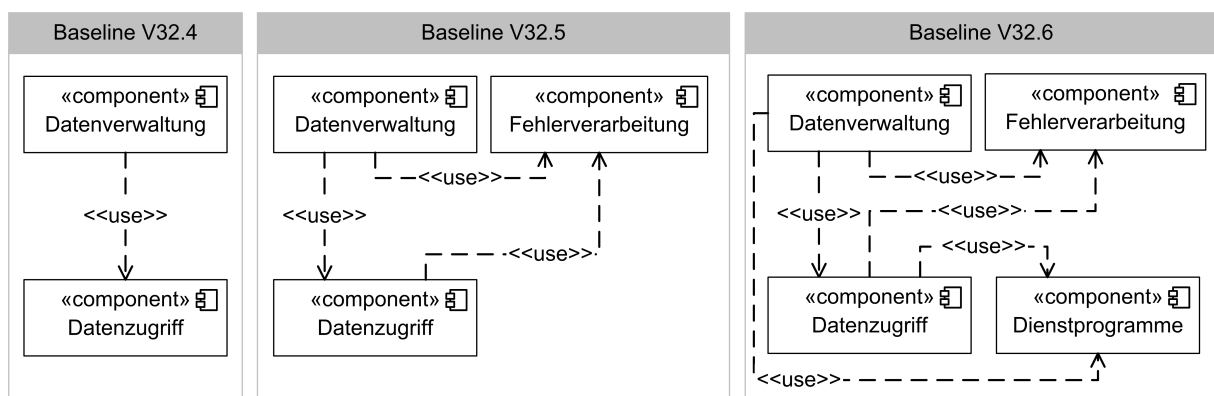 Baseline V32.4
«component»
Datenverwaltung
<<use>>
«component»
Datenzugriff
Baseline V32.5
«component»
Datenverwaltung
«component»
Fehlerverarbeitung
<<use>>
<<use>>
<<use>>
«component»
Datenzugriff
Baseline V32.6
«component»
Datenverwaltung
«component»
Fehlerverarbeitung
<<use>>
<<use>>
<<use>>
<<use>>
«component»
Datenzugriff
«component»
Dienstprogramme
<<use>>